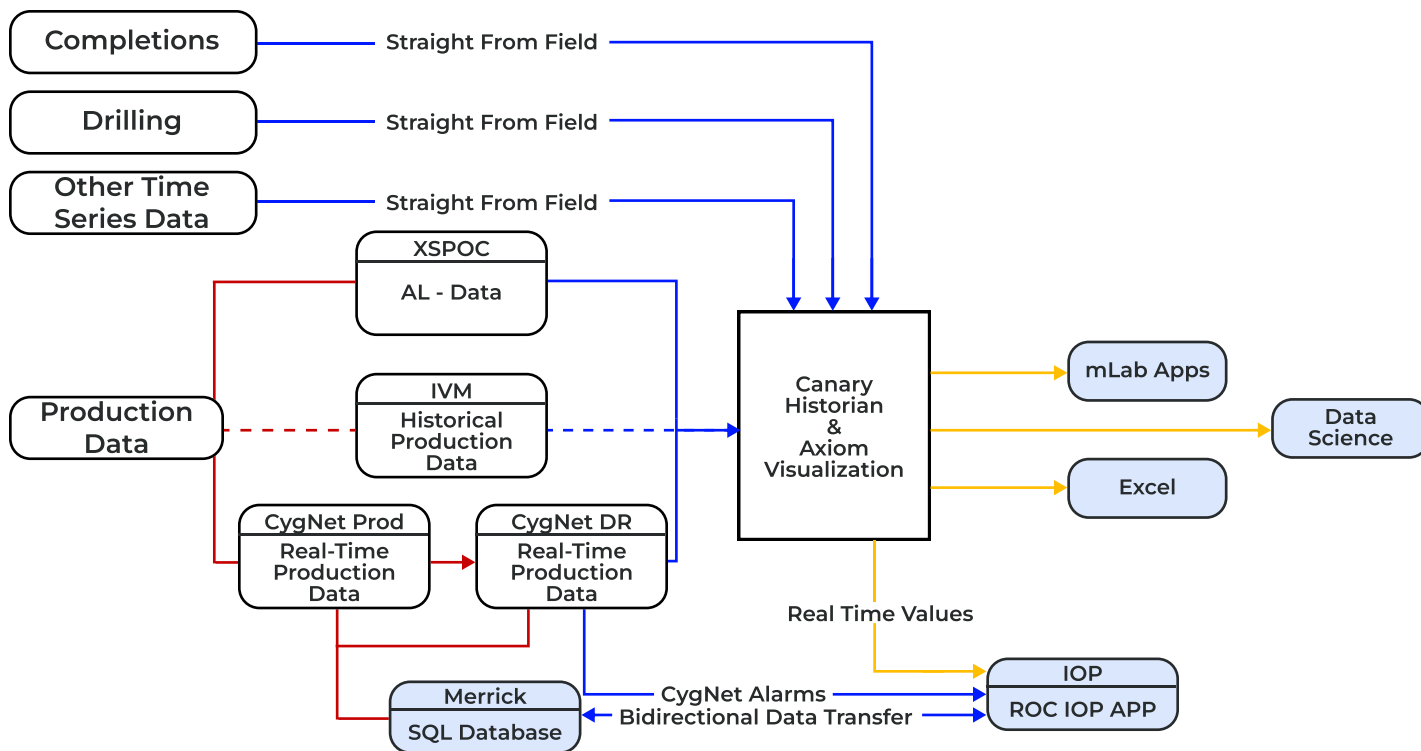 Completions
Straight From Field
Drilling
Straight From Field
Other Time
Series Data
Straight From Field
XSPOC
AL - Data
IVM
Historical
Production
Data
Production
Data
CygNet Prod
Real-Time
Production
Data
CygNet DR
Real-Time
Production
Data
Canary
Historian
&
Axiom
Visualization
mLab Apps
Data
Science
Excel
Real Time Values
Merrick
SQL Database
CygNet Alarms
Bidirectional Data Transfer
IOP
ROC IOP APP